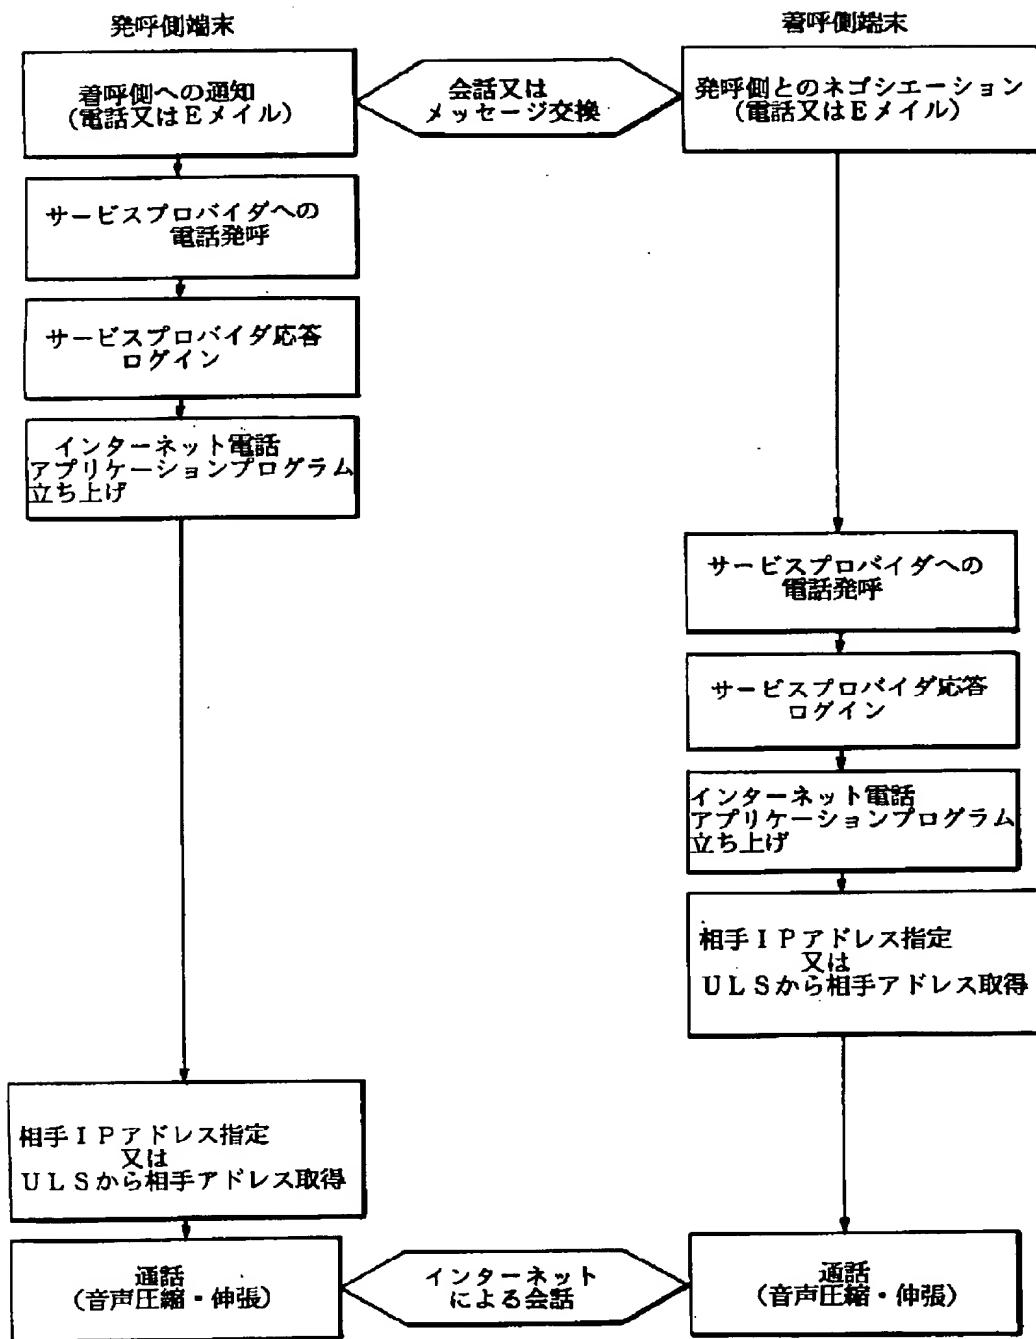 発呼側端末
着呼側端末
着呼側への通知
(電話又はEメイル)
会話又は
メッセージ交換
発呼側とのネゴシエーション
(電話又はEメイル)
サービスプロバイダへの
電話発呼
サービスプロバイダ応答
ログイン
インターネット電話
アプリケーションプログラム
立ち上げ
サービスプロバイダへの
電話発呼
サービスプロバイダ応答
ログイン
インターネット電話
アプリケーションプログラム
立ち上げ
相手IPアドレス指定
又は
ULSから相手アドレス取得
相手IPアドレス指定
又は
ULSから相手アドレス取得
通話
(音声圧縮・伸張)
インターネット
による会話
通話
(音声圧縮・伸張)